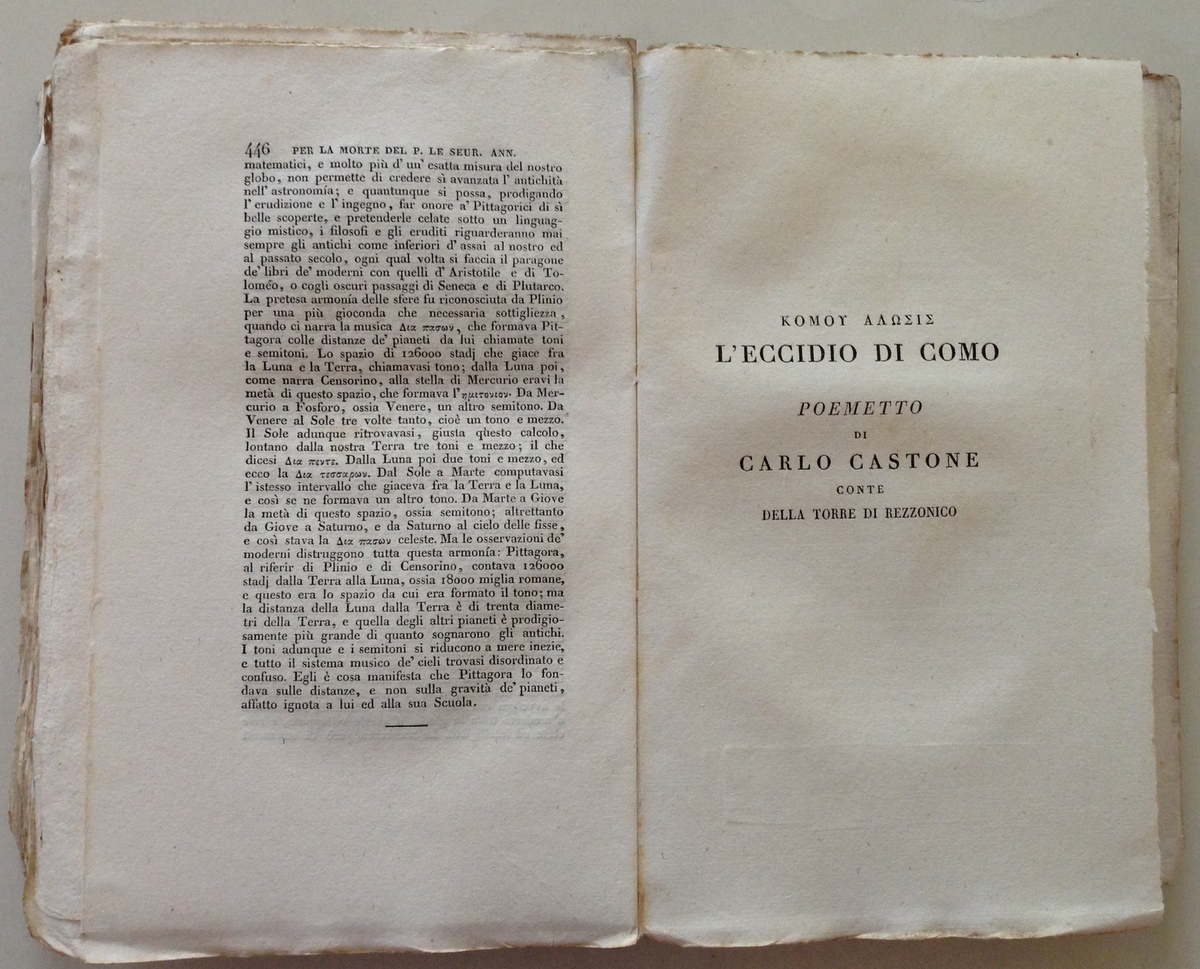 446 PER LA MORTE DEL P. LE SEUR. ANN.
matematici, e molto più d' un' esatta misura del nostro
globo, non permette di credere sì avanzata l' antichità
nell' astronomía; e quantunque si possa, prodigando
l' erudizione e l' ingegno, far onore a' Pittagorici di sì
belle scoperte, e pretenderle celate sotto un linguag-
gio mistico, i filosofi e gli eruditi riguarderanno mai
sempre gli antichi come inferiori d' assai al nostro ed
al passato secolo, ogni qual volta si faccia il paragone
de' libri de' moderni con quelli d' Aristotile e di To-
loméo, o cogli oscuri passaggi di Seneca e di Plutarco.
La pretesa armonía delle sfere fu riconosciuta da Plinio
per una più gioconda che necessaria sottigliezza,
quando ci narra la musica Δια πασων, che formava Pit-
tagora colle distanze de' pianeti da lui chiamate toni
e semitoni. Lo spazio di 126000 stadj che giace fra
la Luna e la Terra, chiamavasi tono; dalla Luna poi,
come narra Censorino, alla stella di Mercurio eravi la
metà di questo spazio, che formava l' ημιτονιον. Da Mer-
curio a Fosforo, ossia Venere, un altro semitono. Da
Venere al Sole tre volte tanto, cioè un tono e mezzo.
Il Sole adunque ritrovavasi, giusta questo calcolo,
lontano dalla nostra Terra tre toni e mezzo; il che
dicesi Δια πεντε. Dalla Luna poi due toni e mezzo, ed
ecco la Δια τεσσαρων. Dal Sole a Marte computavasi
l' istesso intervallo che giaceva fra la Terra e la Luna,
e così se ne formava un altro tono. Da Marte a Giove
la metà di questo spazio, ossia semitono; altrettanto
da Giove a Saturno, e da Saturno al cielo delle fisse,
e così stava la Δια πασων celeste. Ma le osservazioni de'
moderni distruggono tutta questa armonía: Pittagora,
al riferir di Plinio e di Censorino, contava 126000
stadj dalla Terra alla Luna, ossia 18000 miglia romane,
e questo era lo spazio da cui era formato il tono; ma
la distanza della Luna dalla Terra è di trenta diame-
tri della Terra, e quella degli altri pianeti è prodigio-
samente più grande di quanto sognarono gli antichi.
I toni adunque e i semitoni si riducono a mere inezie,
e tutto il sistema musico de' cieli trovasi disordinato e
confuso. Egli è cosa manifesta che Pittagora lo fon-
dava sulle distanze, e non sulla gravità de' pianeti,
affatto ignota a lui ed alla sua Scuola.
ΚΟΜΟΥ ΑΛΩΣΙΣ
L'ECCIDIO DI COMO
POEMETTO
DI
CARLO CASTONE
CONTE
DELLA TORRE DI REZZONICO